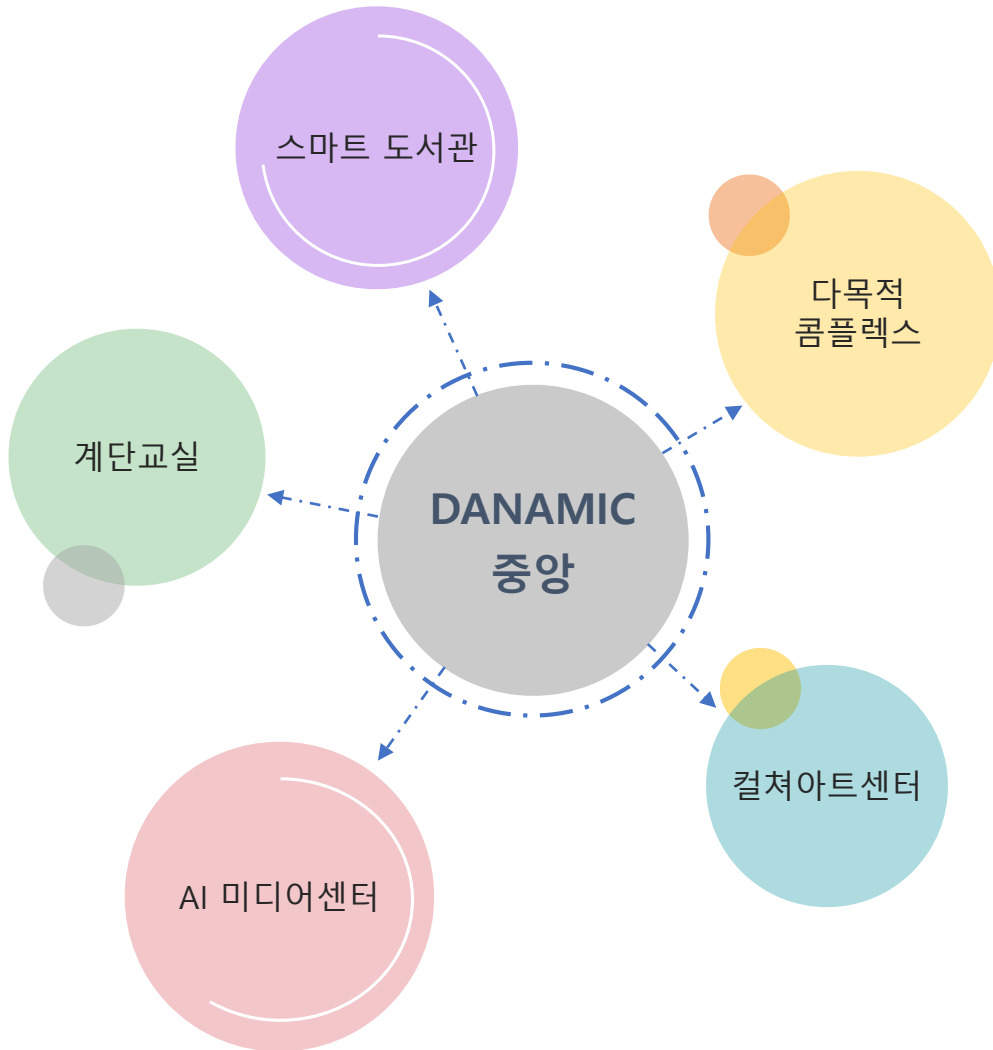 스마트 도서관
다목적
콤플렉스
계단교실
DANAMIC
중앙
컬쳐아트센터
AI 미디어센터